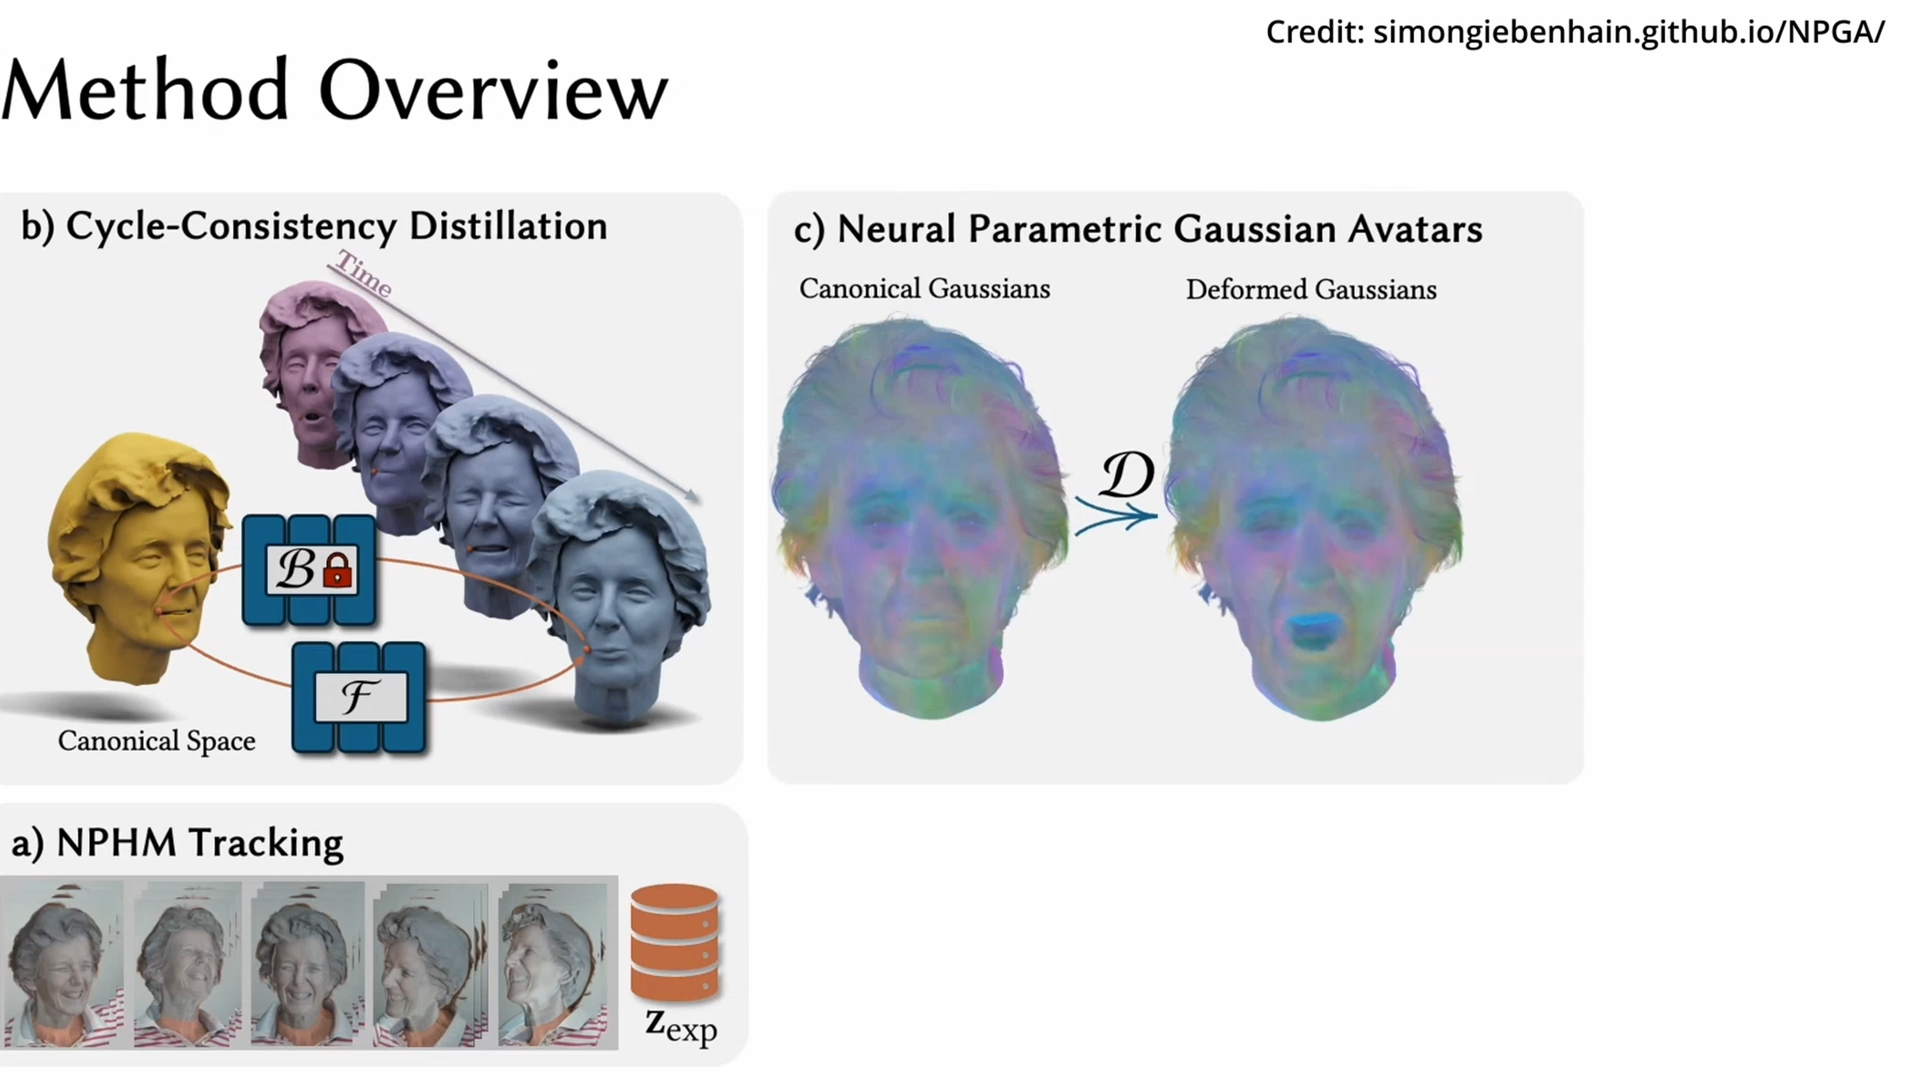 Credit: simongiebenhain.github.io/NPGA/
Method Overview
b) Cycle-Consistency Distillation
Time
ℬ
ℱ
Canonical Space
c) Neural Parametric Gaussian Avatars
Canonical Gaussians
Deformed Gaussians
𝒟
a) NPHM Tracking
z_exp